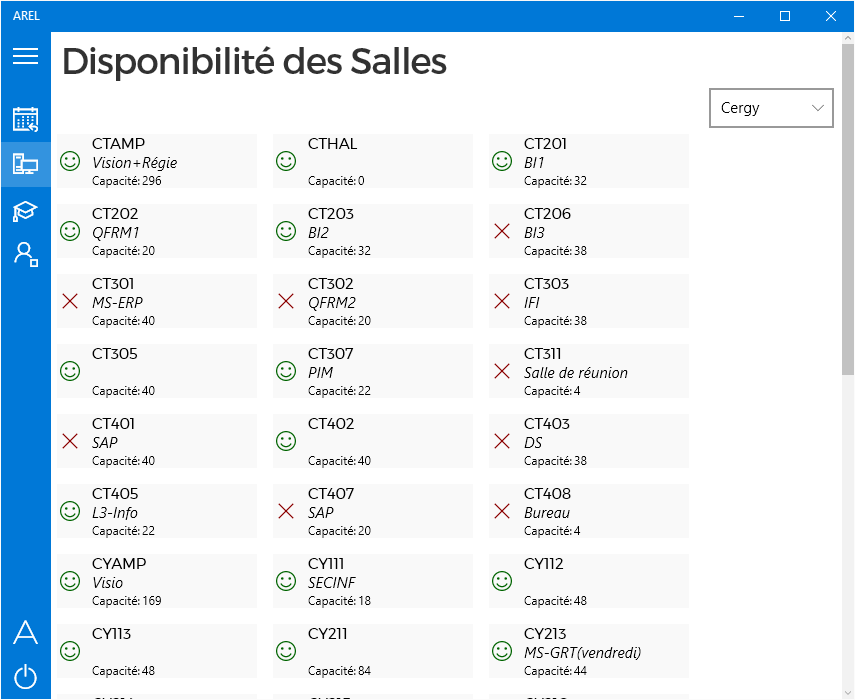 AREL
Disponibilité des Salles
Cergy
CTAMP
Vision+Régie
Capacité: 296
CTHAL
Capacité: 0
CT201
BI1
Capacité: 32
CT202
QFRM1
Capacité: 20
CT203
BI2
Capacité: 32
CT206
BI3
Capacité: 38
CT301
MS-ERP
Capacité: 40
CT302
QFRM2
Capacité: 20
CT303
IFI
Capacité: 38
CT305
Capacité: 40
CT307
PIM
Capacité: 22
CT311
Salle de réunion
Capacité: 4
CT401
SAP
Capacité: 40
CT402
Capacité: 40
CT403
DS
Capacité: 38
CT405
L3-Info
Capacité: 22
CT407
SAP
Capacité: 20
CT408
Bureau
Capacité: 4
CYAMP
Visio
Capacité: 169
CY111
SECINF
Capacité: 18
CY112
Capacité: 48
CY113
Capacité: 48
CY211
Capacité: 84
CY213
MS-GRT(vendredi)
Capacité: 44